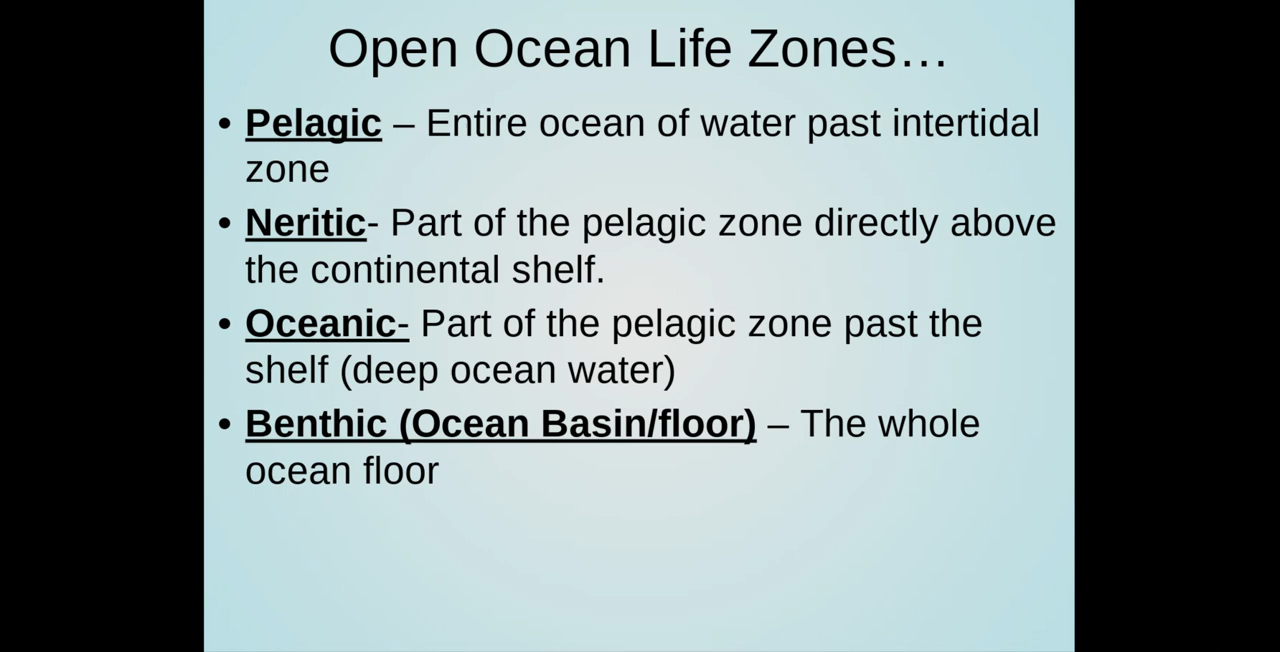 Open Ocean Life Zones…
• Pelagic – Entire ocean of water past intertidal
zone
• Neritic- Part of the pelagic zone directly above
the continental shelf.
• Oceanic- Part of the pelagic zone past the
shelf (deep ocean water)
• Benthic (Ocean Basin/floor) – The whole
ocean floor